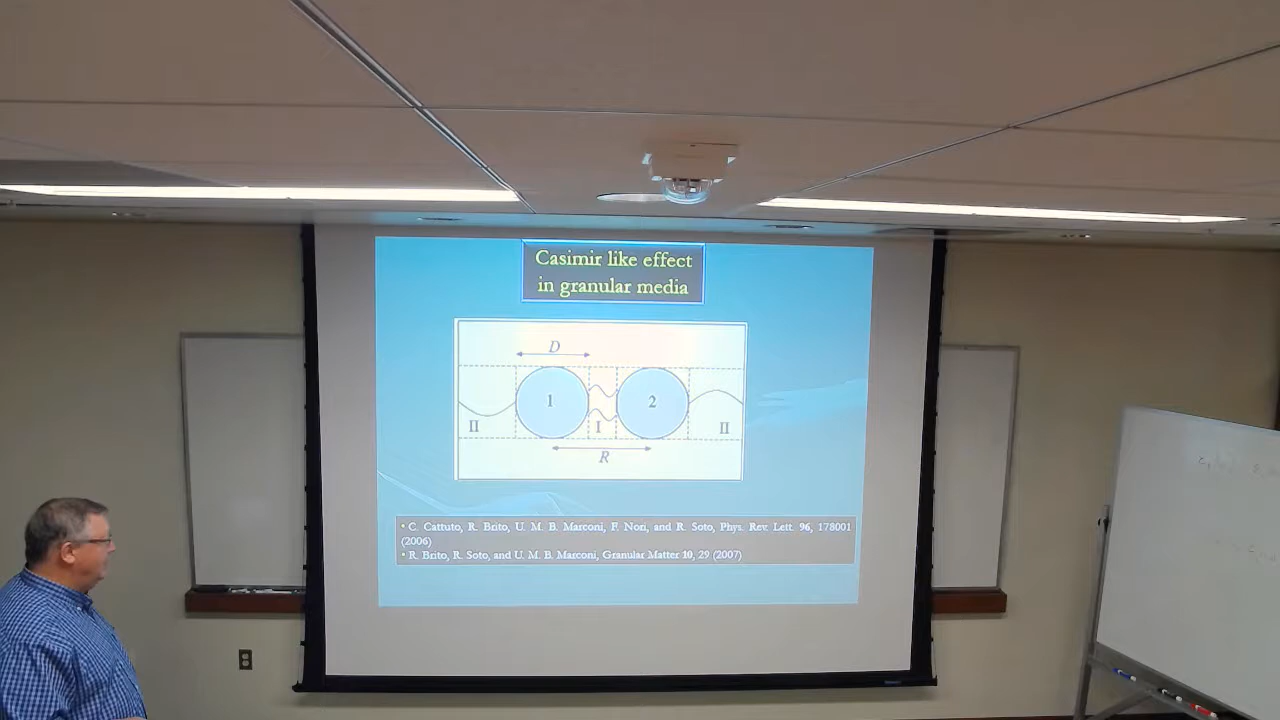 Casimir like effect
in granular media
D
1
2
II
I
II
R
• C. Cattuto, R. Brito, U. M. B. Marconi, F. Nori, and R. Soto, Phys. Rev. Lett. 96, 178001
(2006)
• R. Brito, R. Soto, and U. M. B. Marconi, Granular Matter 10, 29 (2007)